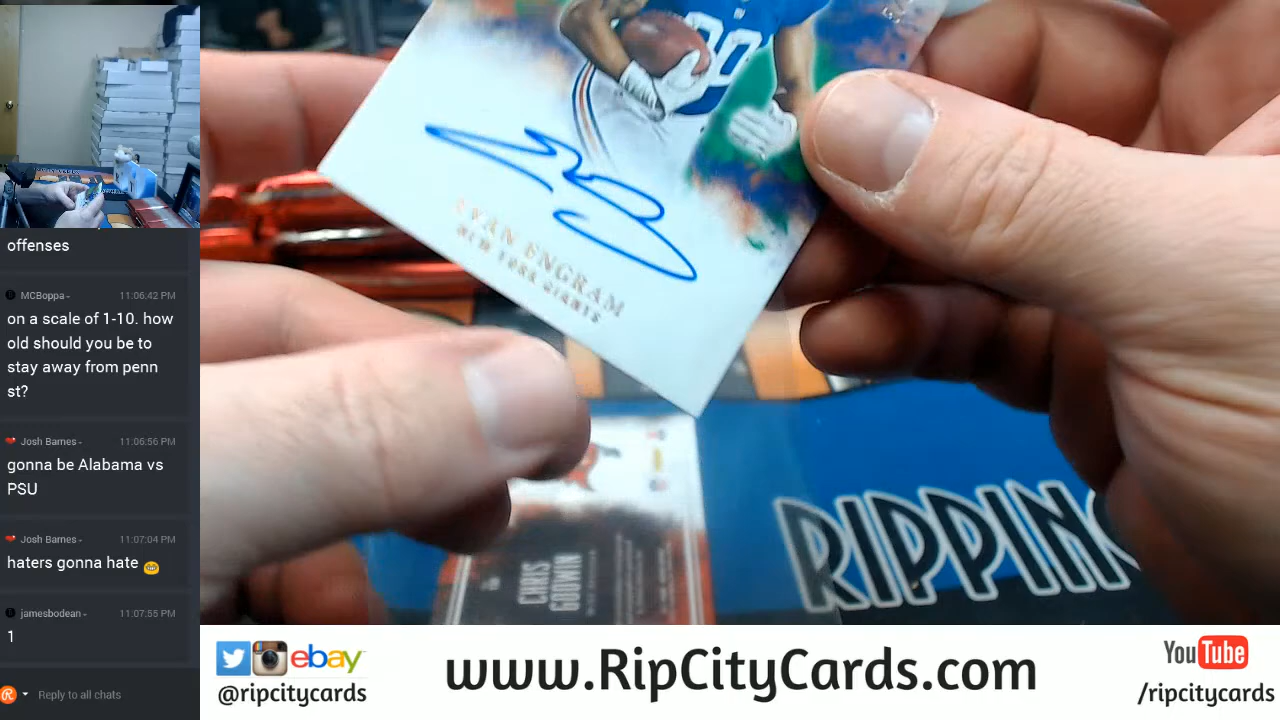 offenses
MCBoppa - 11:06:42 PM
on a scale of 1-10. how
old should you be to
stay away from penn
st?
Josh Barnes - 11:06:56 PM
gonna be Alabama vs
PSU
Josh Barnes - 11:07:04 PM
haters gonna hate
jamesbodean - 11:07:55 PM
1
Reply to all chats
EVAN ENGRAM
NEW YORK GIANTS
CHRIS
GODWIN
RIPPIN
ebay
@ripcitycards
www.RipCityCards.com
YouTube
/ripcitycards